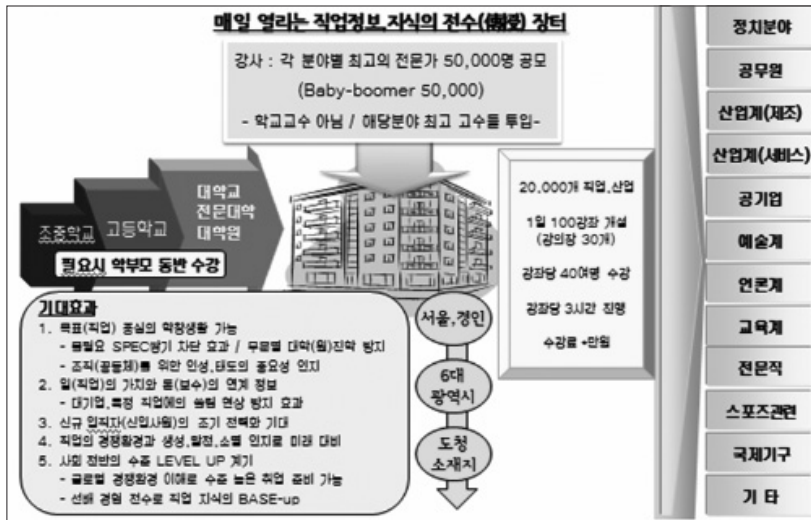 매일 열리는 직업정보,지식의 전수(傳受) 장터
강사 : 각 분야별 최고의 전문가 50,000명 공모
(Baby-boomer 50,000)
- 학교교수 아님 / 해당분야 최고 고수들 투입-
초중학교
고등학교
대학교
전문대학
대학원
필요시 학부모 동반 수강
20,000개 직업,산업
1일 100강좌 개설
(강의장 30개)
강좌당 40여명 수강
강좌당 3시간 진행
수강료 *만원
서울,경인
6대
광역시
도청
소재지
기대효과
1. 목표(직업) 중심의 학창생활 가능
- 불필요 SPEC쌓기 차단 효과 / 무분별 대학(원)진학 방지
- 조직(공동체)를 위한 인성,태도의 중요성 인지
2. 일(직업)의 가치와 돈(보수)의 연계 정보
- 대기업,특정 직업에의 쏠림 현상 방지 효과
3. 신규 입직자(신입사원)의 조기 전력화 기대
4. 직업의 경쟁환경과 생성,발전,소멸 인지로 미래 대비
5. 사회 전반의 수준 LEVEL UP 계기
- 글로벌 경쟁환경 이해로 수준 높은 취업 준비 가능
- 선배 경험 전수로 직업 지식의 BASE-up
정치분야
공무원
산업계(제조)
산업계(서비스)
공기업
예술계
언론계
교육계
전문직
스포츠관련
국제기구
기 타